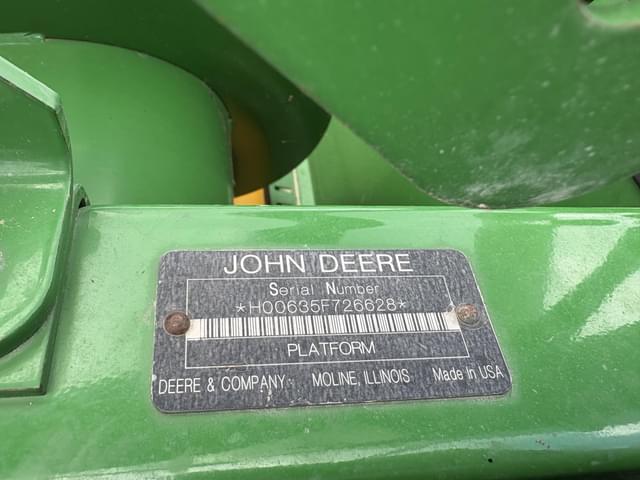 JOHN DEERE
Serial Number
*H00635F726628*
PLATFORM
DEERE & COMPANY MOLINE, ILLINOIS Made in USA